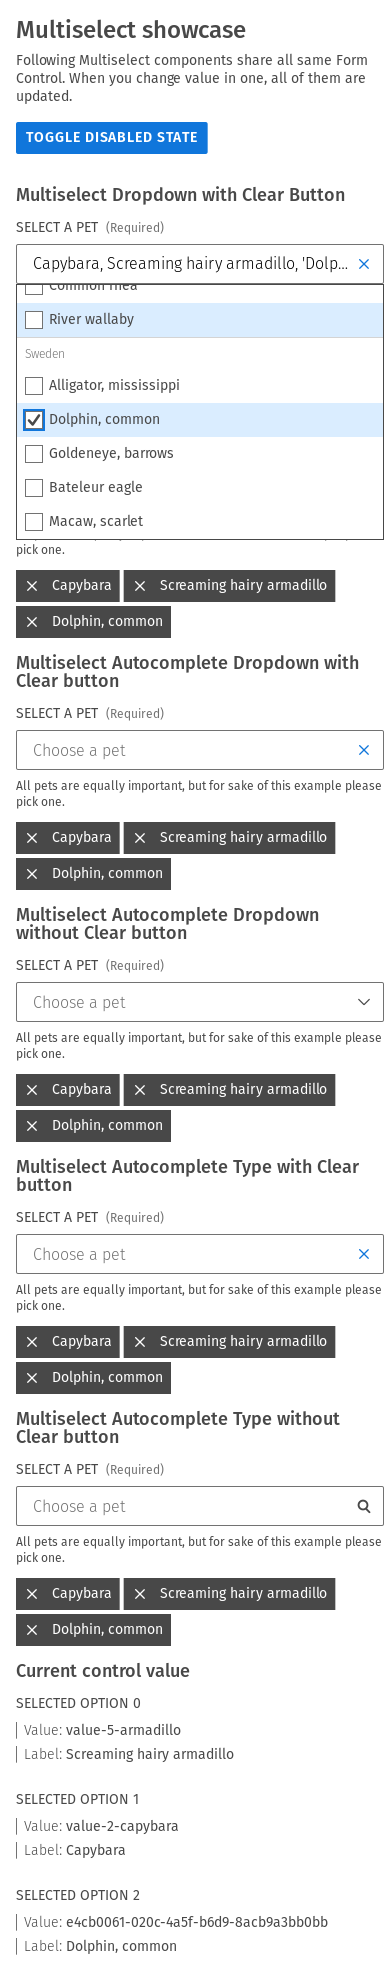 Multiselect showcase
Following Multiselect components share all same Form
Control. When you change value in one, all of them are
updated.
TOGGLE DISABLED STATE
Multiselect Dropdown with Clear Button
SELECT A PET (Required)
Capybara, Screaming hairy armadillo, 'Dolp...
Common rhea
River wallaby
Sweden
Alligator, mississippi
Dolphin, common
Goldeneye, barrows
Bateleur eagle
Macaw, scarlet
pick one.
Capybara Screaming hairy armadillo
Dolphin, common
Multiselect Autocomplete Dropdown with
Clear button
SELECT A PET (Required)
Choose a pet
All pets are equally important, but for sake of this example please
pick one.
Capybara Screaming hairy armadillo
Dolphin, common
Multiselect Autocomplete Dropdown
without Clear button
SELECT A PET (Required)
Choose a pet
All pets are equally important, but for sake of this example please
pick one.
Capybara Screaming hairy armadillo
Dolphin, common
Multiselect Autocomplete Type with Clear
button
SELECT A PET (Required)
Choose a pet
All pets are equally important, but for sake of this example please
pick one.
Capybara Screaming hairy armadillo
Dolphin, common
Multiselect Autocomplete Type without
Clear button
SELECT A PET (Required)
Choose a pet
All pets are equally important, but for sake of this example please
pick one.
Capybara Screaming hairy armadillo
Dolphin, common
Current control value
SELECTED OPTION 0
Value: value-5-armadillo
Label: Screaming hairy armadillo
SELECTED OPTION 1
Value: value-2-capybara
Label: Capybara
SELECTED OPTION 2
Value: e4cb0061-020c-4a5f-b6d9-8acb9a3bb0bb
Label: Dolphin, common